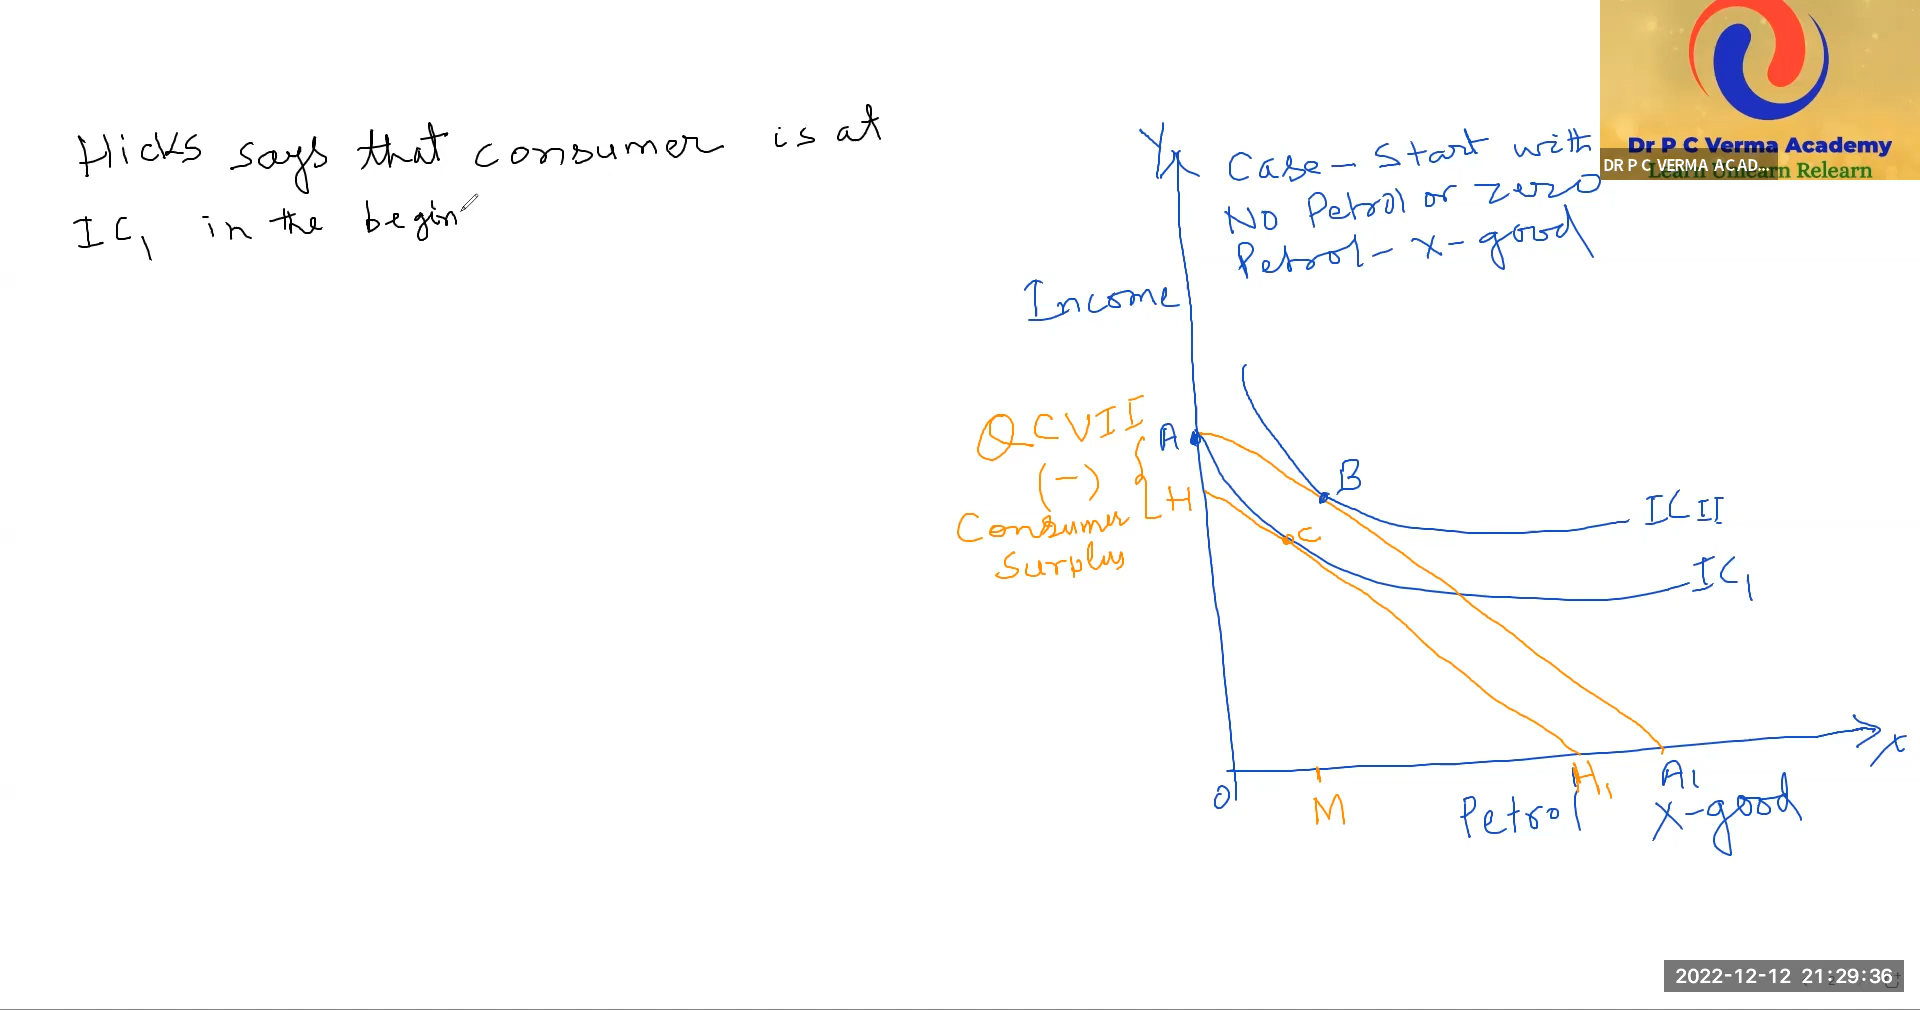 Hicks says that consumer is at
IC1 in the begin
Y
Case - Start with
No Petrol or zero
Petrol - X-good
Income
QCVII
(-)
Consumer
Surplus
A
H
B
C
ICII
IC1
O
M
H1
A1
X
Petrol
X-good
Dr P C Verma Academy
DR P C VERMA ACAD...
Learn Unlearn Relearn
2022-12-12 21:29:36